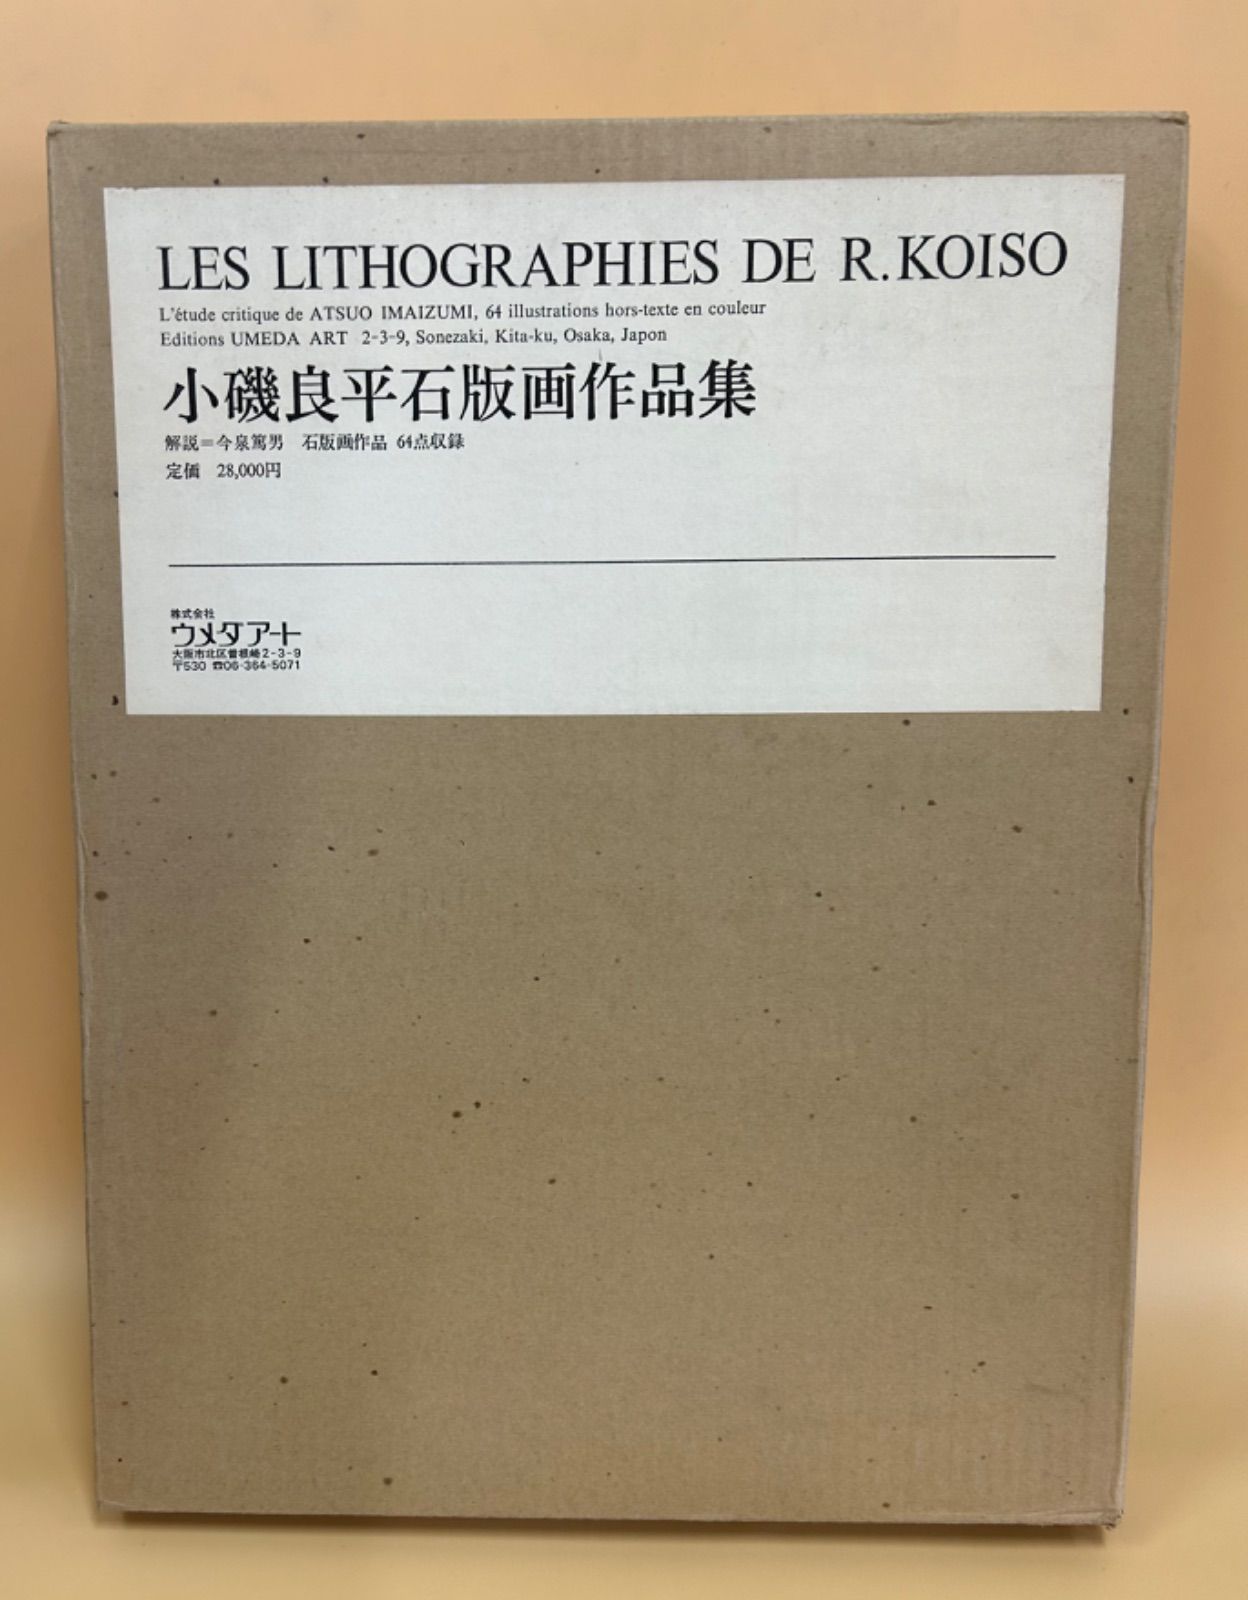 LES LITHOGRAPHIES DE R.KOISO
L'étude critique de ATSUO IMAIZUMI, 64 illustrations hors-texte en couleur
Editions UMEDA ART 2-3-9, Sonezaki, Kita-ku, Osaka, Japon
小磯良平石版画作品集
解説＝今泉篤男 石版画作品 64点収録
定価 28,000円
株式会社
ウメダアート
大阪市北区曽根崎2-3-9
〒530 ☎06-364-5071